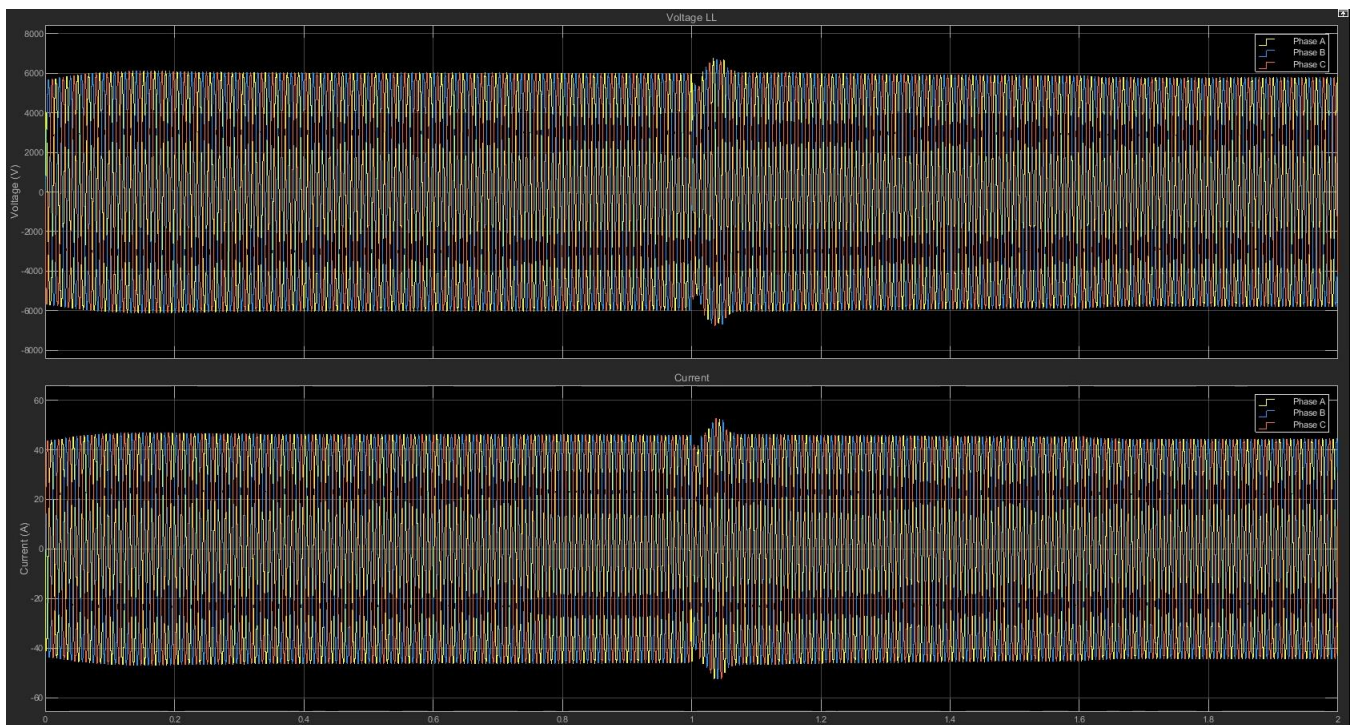 Voltage LL
8000
6000
4000
2000
0
-2000
-4000
-6000
-8000
Voltage (V)
Phase A
Phase B
Phase C
Current
60
40
20
0
-20
-40
-60
Current (A)
Phase A
Phase B
Phase C
0
0.2
0.4
0.6
0.8
1
1.2
1.4
1.6
1.8
2